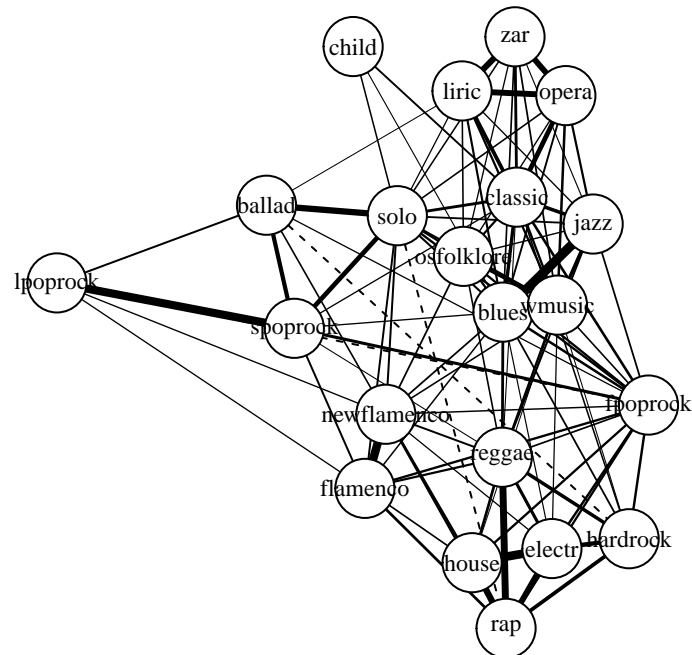 zar
child
liric
opera
ballad
classic
solo
jazz
osfolklore
lpoprock
blues
wmusic
spoprock
fpoprock
newflamenco
reggae
flamenco
hardrock
electr
house
rap